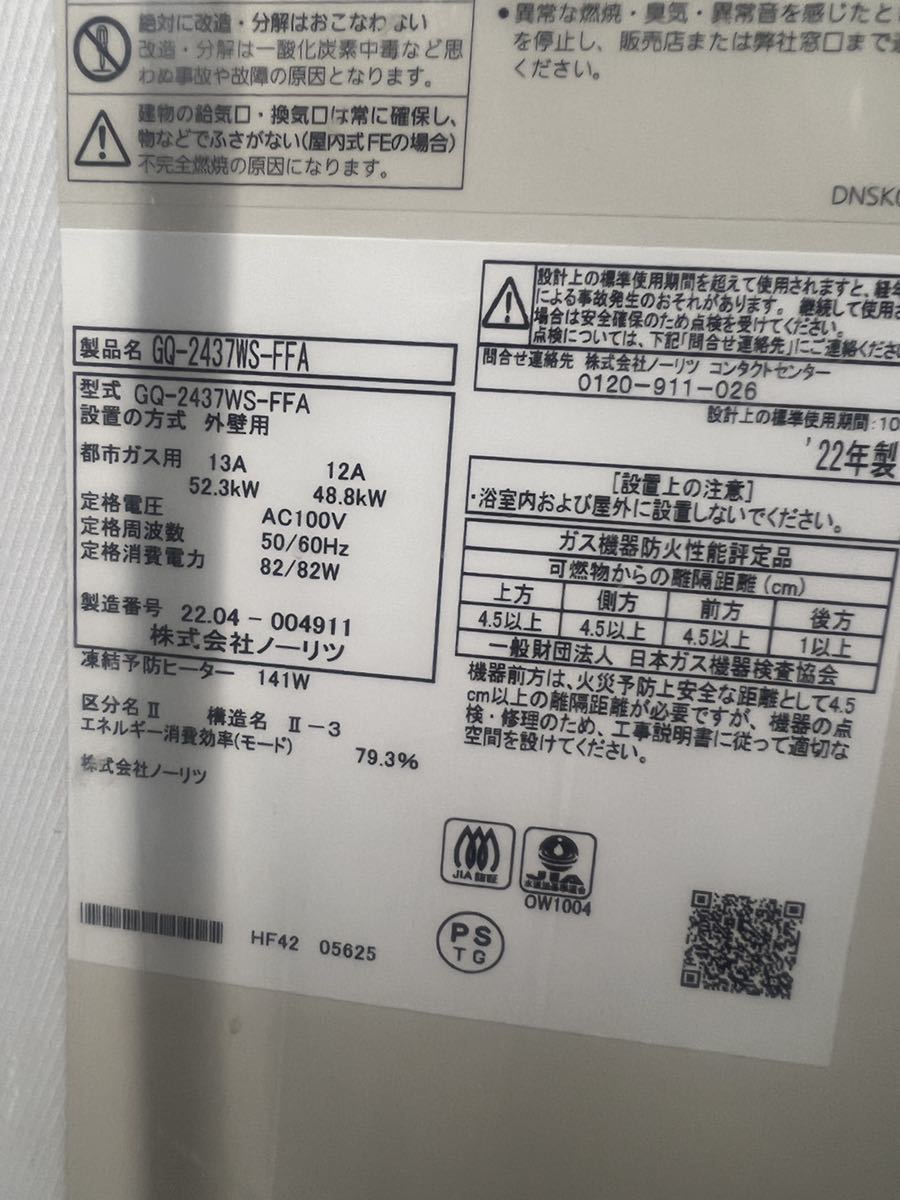 絶対に改造・分解はおこなわない
改造・分解は一酸化炭素中毒など思
わぬ事故や故障の原因となります。
建物の給気口・換気口は常に確保し、
物などでふさがない(屋内式FEの場合)
不完全燃焼の原因になります。
●異常な燃焼・臭気・異常音を感じたとき
を停止し、販売店または弊社窓口まで
ください。
DNSK
製品名 GQ-2437WS-FFA
型式 GQ-2437WS-FFA
設置の方式 外壁用
都市ガス用 13A 12A
52.3kW 48.8kW
定格電圧 AC100V
定格周波数 50/60Hz
定格消費電力 82/82W
製造番号 22.04-004911
株式会社ノーリツ
凍結予防ヒーター 141W
区分名Ⅱ 構造名 Ⅱ-3
エネルギー消費効率(モード) 79.3%
株式会社ノーリツ
HF42 05625
設計上の標準使用期間を超えて使用されますと、経年
による事故発生のおそれがあります。 継続して使用さ
場合は安全確保のため点検を受けてください。
点検については、下記「問合せ連絡先」にご連絡くださ
問合せ連絡先 株式会社ノーリツ コンタクトセンター
0120-911-026
設計上の標準使用期間:10
'22年製
[設置上の注意]
・浴室内および屋外に設置しないでください。
ガス機器防火性能評定品
可燃物からの離隔距離(cm)
上方 側方 前方 後方
4.5以上 4.5以上 4.5以上 1以上
一般財団法人 日本ガス機器検査協会
機器前方は、火災予防上安全な距離として4.5
cm以上の離隔距離が必要ですが、機器の点
検・修理のため、工事説明書に従って適切な
空間を設けてください。
JIA 認証
JIA
水道法基準適合
OW1004
PS
TG